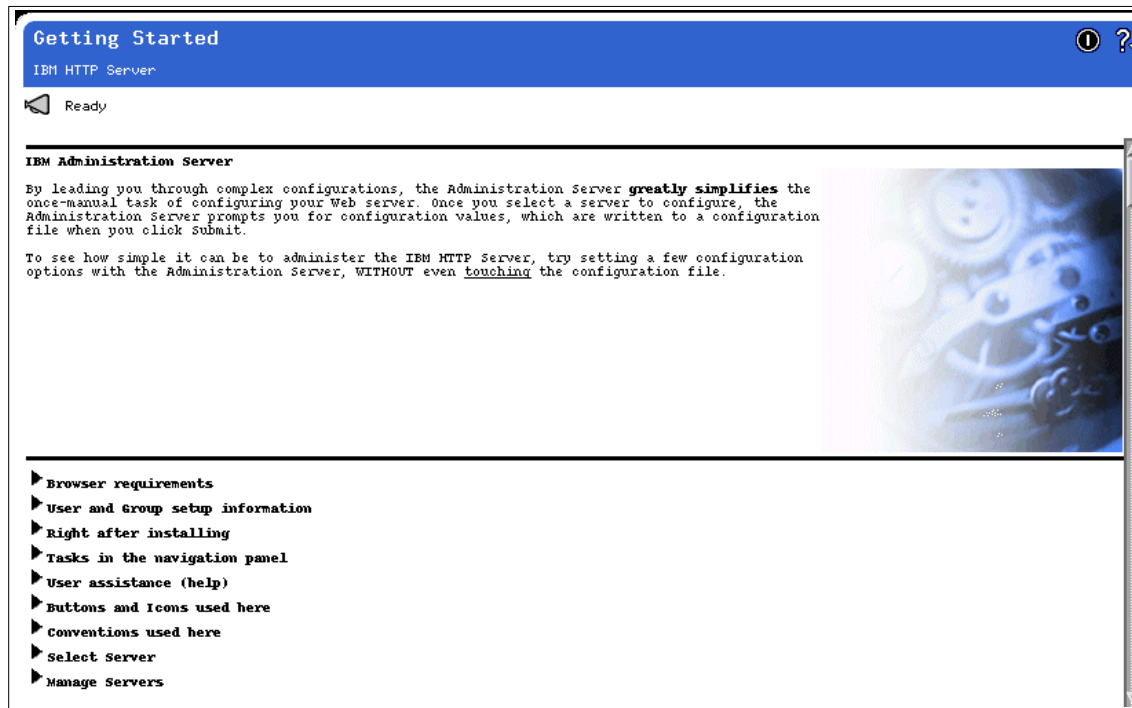 Getting Started
IBM HTTP Server
Ready
IBM Administration Server
By leading you through complex configurations, the Administration Server greatly simplifies the
once-manual task of configuring your Web server. Once you select a server to configure, the
Administration Server prompts you for configuration values, which are written to a configuration
file when you click Submit.
To see how simple it can be to administer the IBM HTTP Server, try setting a few configuration
options with the Administration Server, WITHOUT even touching the configuration file.
Browser requirements
User and Group setup information
Right after installing
Tasks in the navigation panel
User assistance (help)
Buttons and Icons used here
Conventions used here
Select Server
Manage Servers